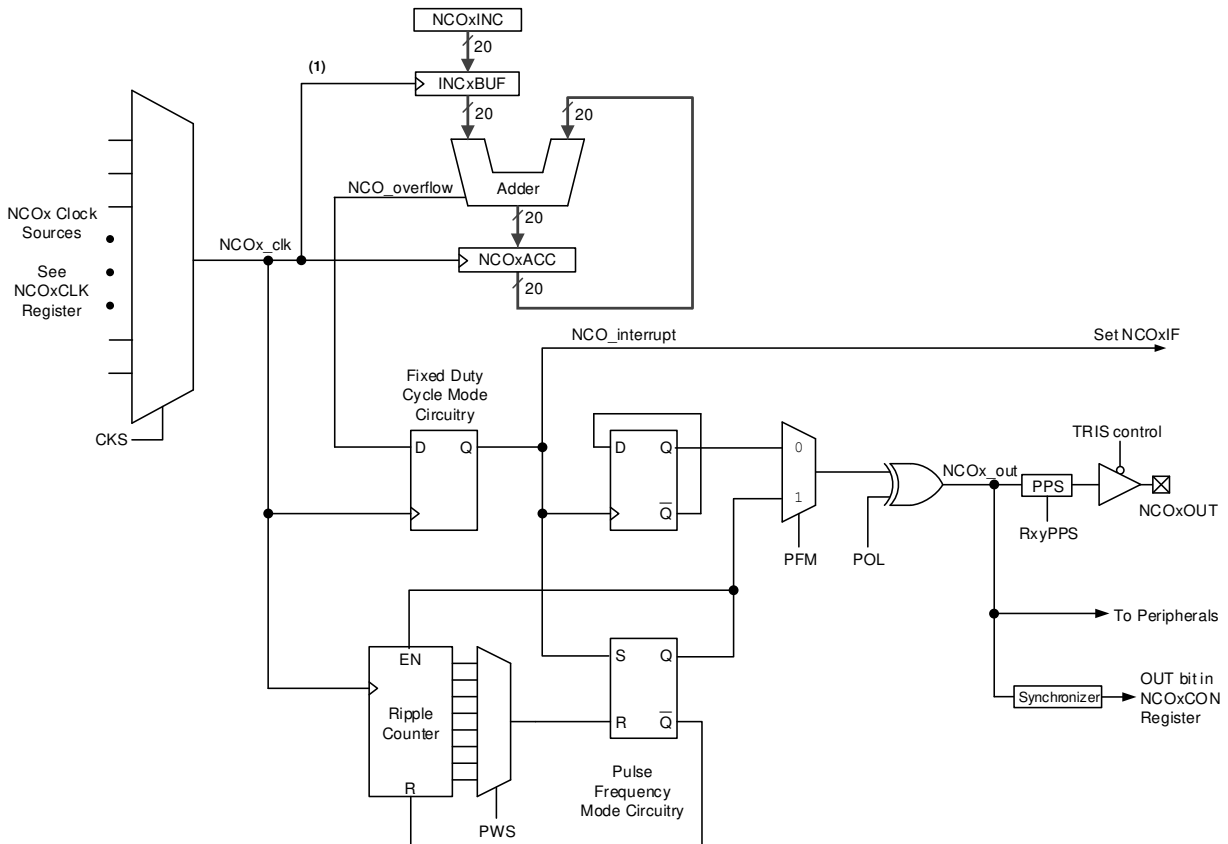 NCOxINC
20
(1)
INCxBUF
20
20
Adder
NCO_overflow
20
NCOx Clock
Sources
See
NCOxCLK
Register
NCOx_clk
NCOxACC
20
CKS
NCO_interrupt
Set NCOxIF
Fixed Duty
Cycle Mode
Circuitry
D
Q
D
Q
Q
0
1
PFM
POL
NCOx_out
TRIS control
PPS
RxyPPS
NCOxOUT
To Peripherals
EN
Ripple
Counter
R
PWS
S
Q
R
Q
Pulse
Frequency
Mode Circuitry
Synchronizer
OUT bit in
NCOxCON
Register